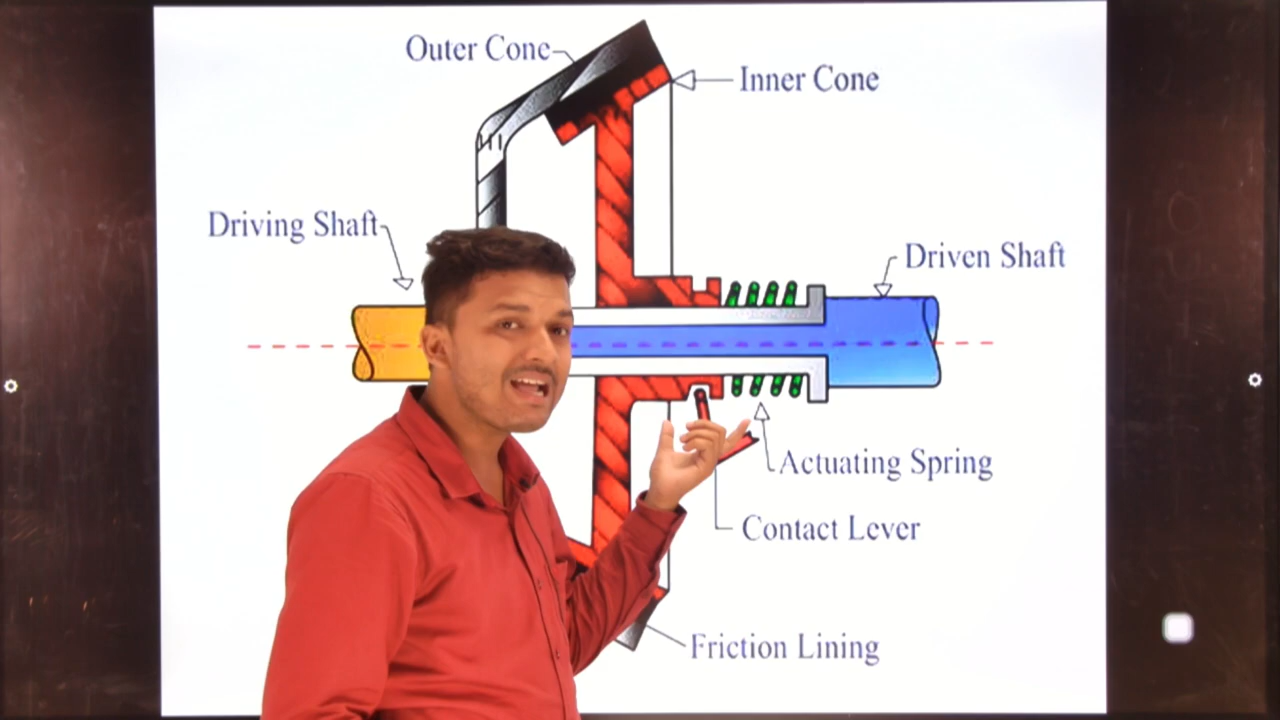 Outer Cone
Inner Cone
Driving Shaft
Driven Shaft
Actuating Spring
Contact Lever
Friction Lining